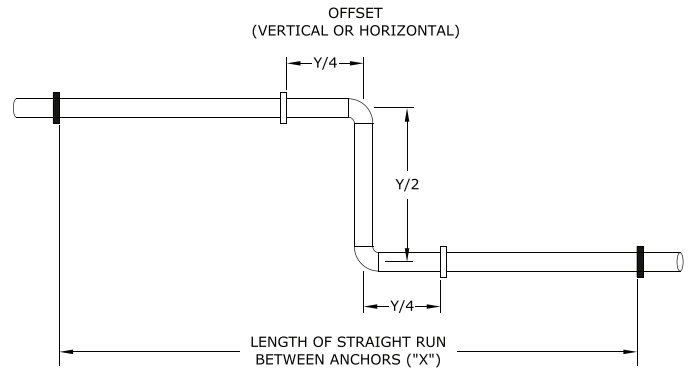 OFFSET
(VERTICAL OR HORIZONTAL)
Y/4
Y/2
Y/4
LENGTH OF STRAIGHT RUN
BETWEEN ANCHORS ("X")